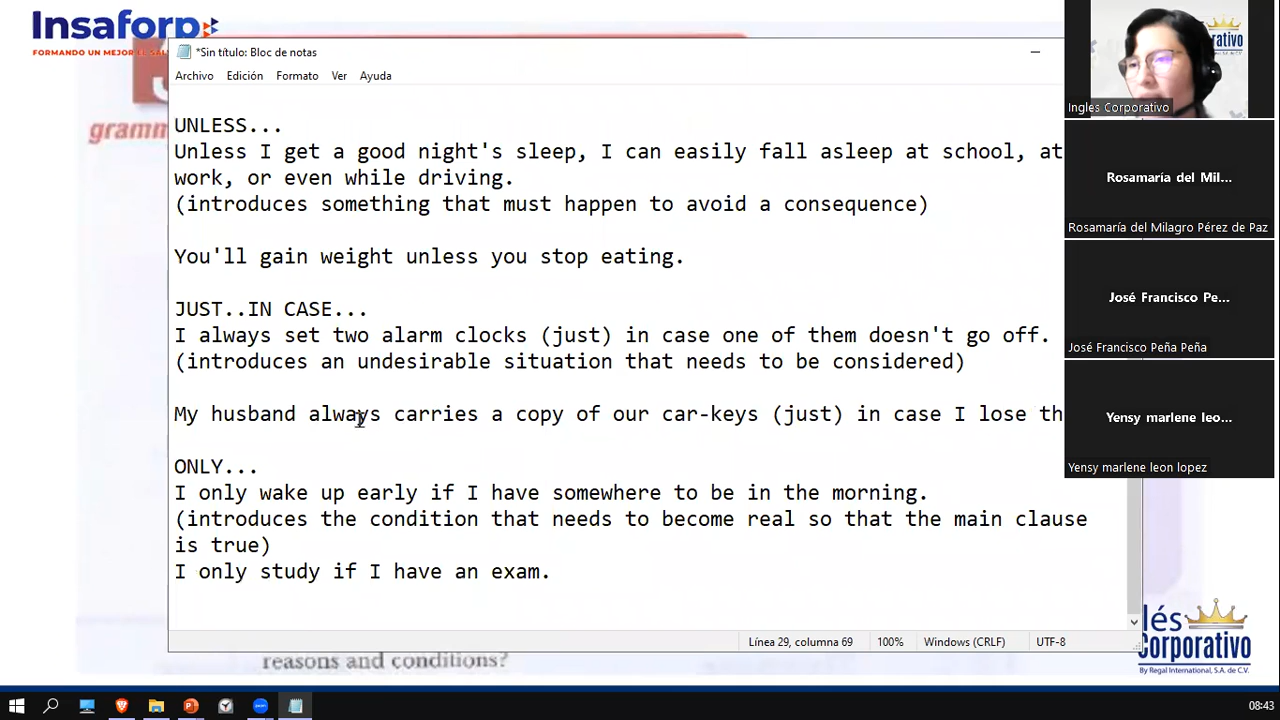 Insaforp
FORMANDO UN MEJOR EL SAL
*Sin título: Bloc de notas
Archivo Edición Formato Ver Ayuda
gramm
UNLESS...
Unless I get a good night's sleep, I can easily fall asleep at school, at
work, or even while driving.
(introduces something that must happen to avoid a consequence)
You'll gain weight unless you stop eating.
JUST..IN CASE...
I always set two alarm clocks (just) in case one of them doesn't go off.
(introduces an undesirable situation that needs to be considered)
My husband always carries a copy of our car-keys (just) in case I lose th
ONLY...
I only wake up early if I have somewhere to be in the morning.
(introduces the condition that needs to become real so that the main clause
is true)
I only study if I have an exam.
Línea 29, columna 69 100% Windows (CRLF) UTF-8
reasons and conditions?
és
orporativo
Ingles Corporativo
Rosamaría del Mil...
Rosamaría del Milagro Pérez de Paz
José Francisco Pe...
José Francisco Peña Peña
Yensy marlene leo...
Yensy marlene leon lopez
lés
Corporativo
By Regal International, S.A. de C.V.
08:43